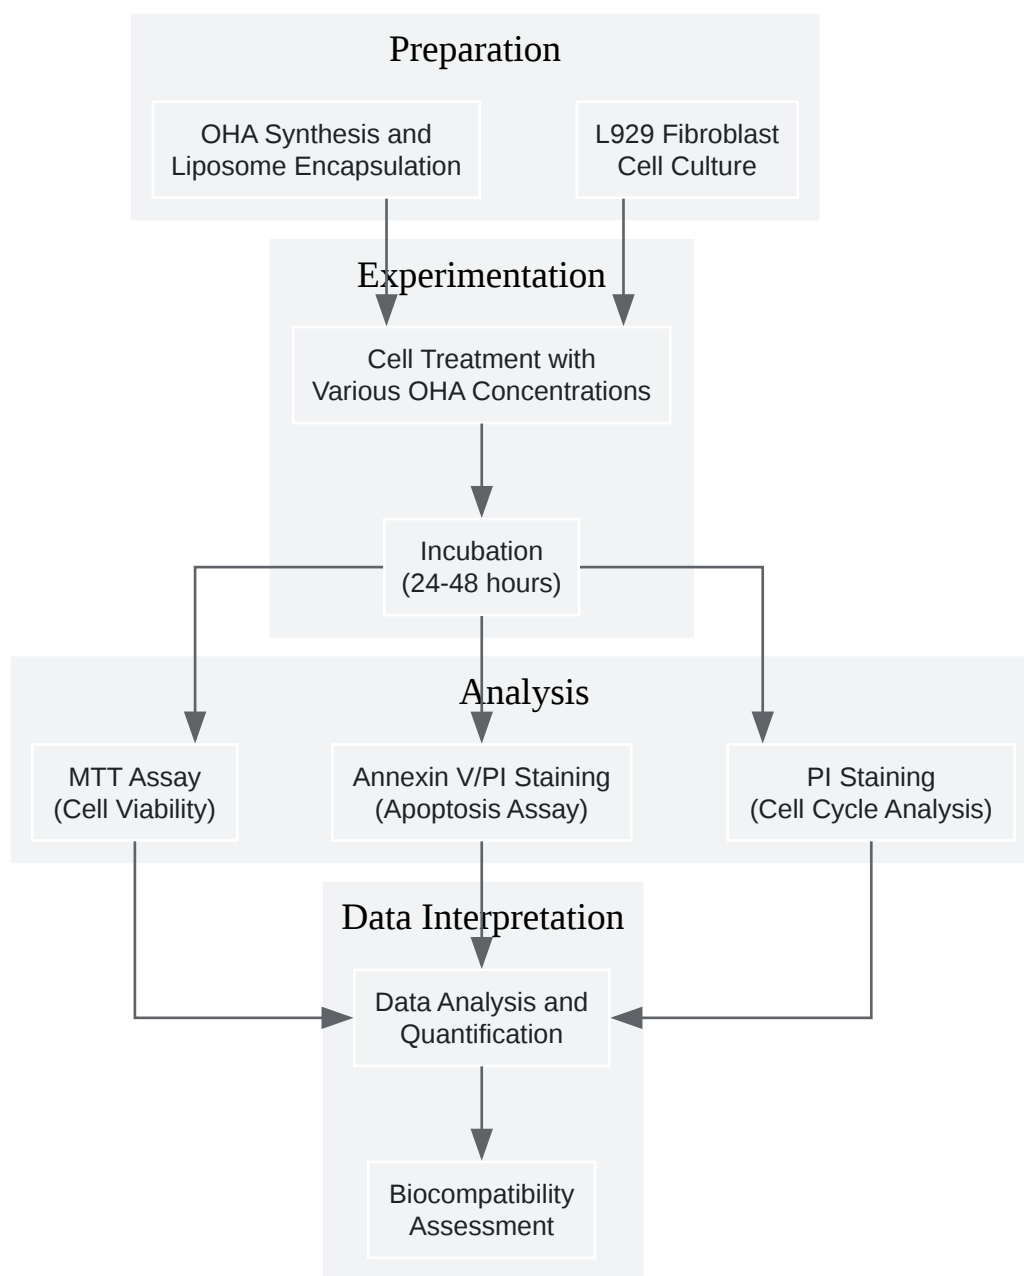 Preparation
OHA Synthesis and
Liposome Encapsulation
L929 Fibroblast
Cell Culture
Experimentation
Cell Treatment with
Various OHA Concentrations
Incubation
(24-48 hours)
Analysis
MTT Assay
(Cell Viability)
Annexin V/PI Staining
(Apoptosis Assay)
PI Staining
(Cell Cycle Analysis)
Data Interpretation
Data Analysis and
Quantification
Biocompatibility
Assessment